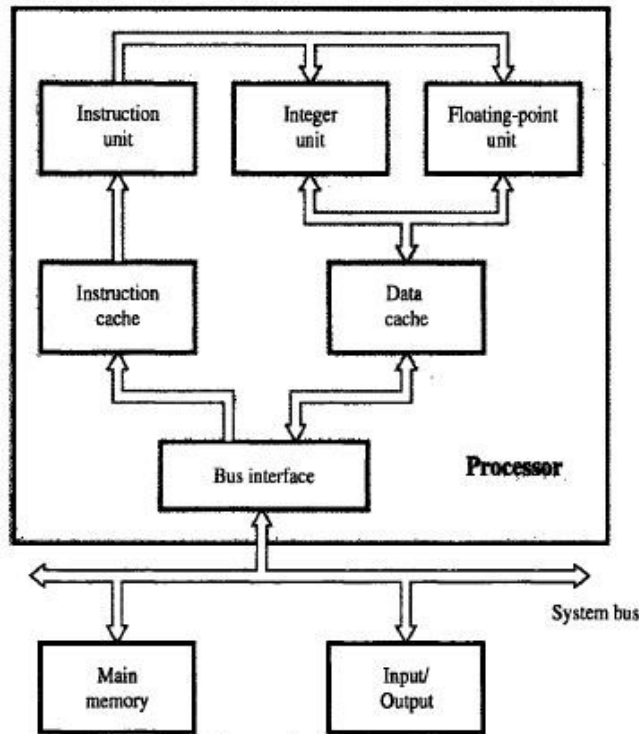 Instruction
unit
Integer
unit
Floating-point
unit
Instruction
cache
Data
cache
Bus interface
Processor
System bus
Main
memory
Input/
Output